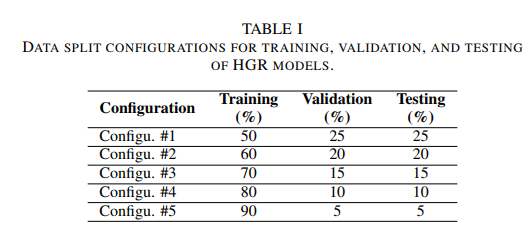 TABLE I
DATA SPLIT CONFIGURATIONS FOR TRAINING, VALIDATION, AND TESTING
OF HGR MODELS.
Configuration Training (%) Validation (%) Testing (%)
Configu. #1 50 25 25
Configu. #2 60 20 20
Configu. #3 70 15 15
Configu. #4 80 10 10
Configu. #5 90 5 5